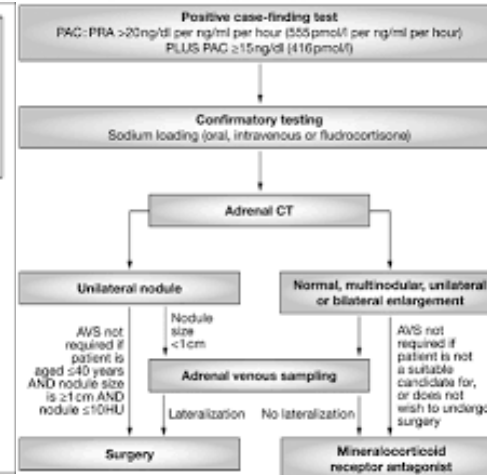 Positive case-finding test
PAC:PRA >20ng/dl per ng/ml per hour (555pmol/l per ng/ml per hour)
PLUS PAC ≥15ng/dl (416pmol/l)
Confirmatory testing
Sodium loading (oral, intravenous or fludrocortisone)
Adrenal CT
Unilateral nodule
Normal, multinodular, unilateral
or bilateral enlargement
AVS not
required if
patient is
aged ≤40 years
AND nodule size
is ≥1cm AND
nodule ≤10HU
Nodule
size
<1cm
AVS not
required if
patient is not
a suitable
candidate for,
or does not
wish to undergo
surgery
Adrenal venous sampling
Lateralization
No lateralization
Surgery
Mineralocorticoid
receptor antagonist